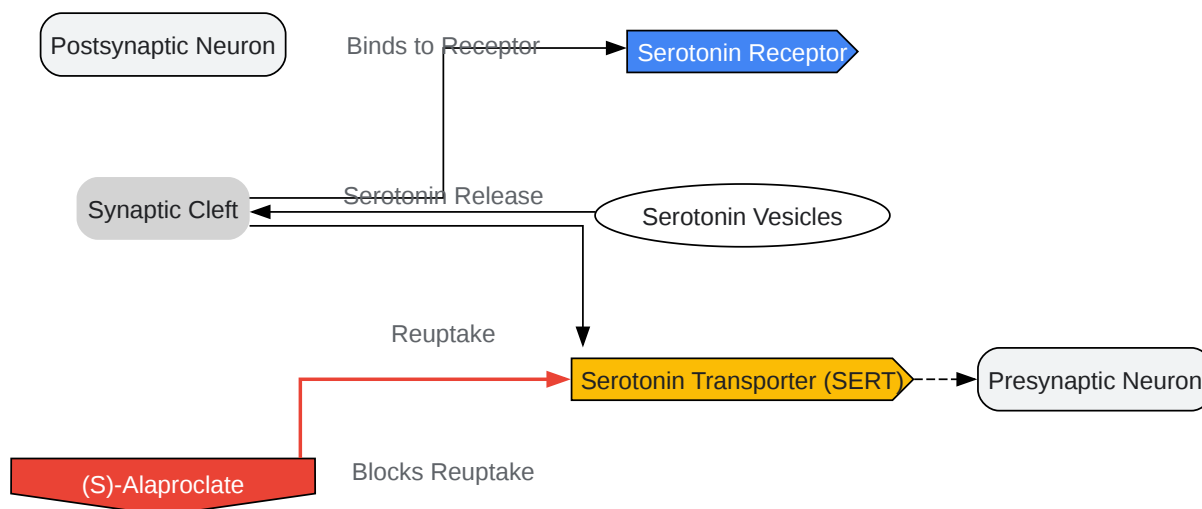 Postsynaptic Neuron
Binds to Receptor
Serotonin Receptor
Synaptic Cleft
Serotonin Release
Serotonin Vesicles
Reuptake
Serotonin Transporter (SERT)
Presynaptic Neuron
(S)-Alaproclate
Blocks Reuptake